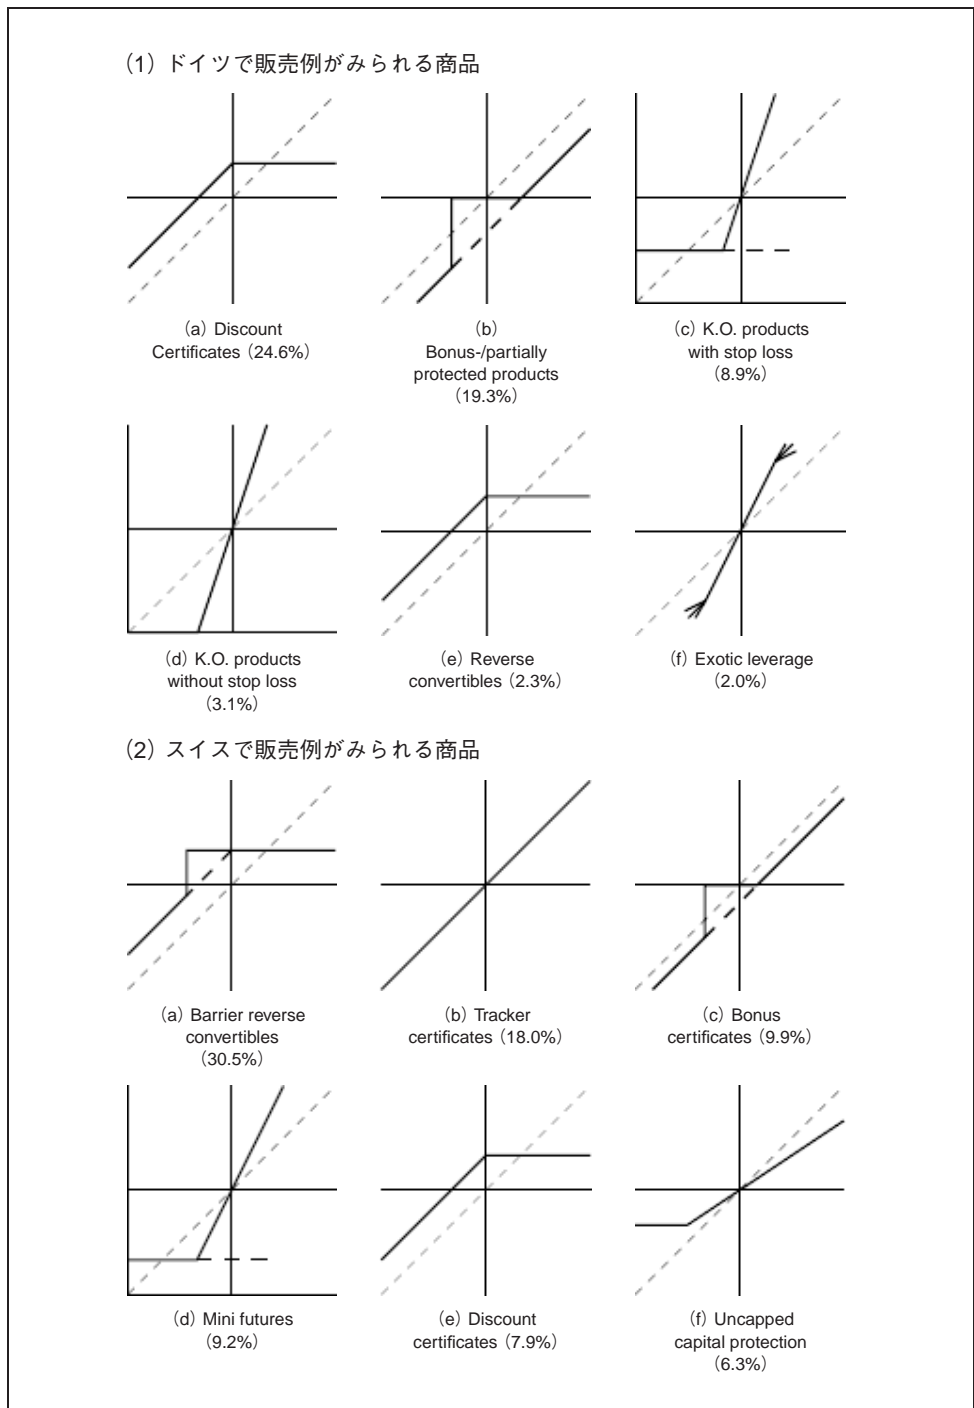 (1) ドイツで販売例がみられる商品
(a) Discount
Certificates (24.6%)
(b)
Bonus-/partially
protected products
(19.3%)
(c) K.O. products
with stop loss
(8.9%)
(d) K.O. products
without stop loss
(3.1%)
(e) Reverse
convertibles (2.3%)
(f) Exotic leverage
(2.0%)
(2) スイスで販売例がみられる商品
(a) Barrier reverse
convertibles
(30.5%)
(b) Tracker
certificates (18.0%)
(c) Bonus
certificates (9.9%)
(d) Mini futures
(9.2%)
(e) Discount
certificates (7.9%)
(f) Uncapped
capital protection
(6.3%)